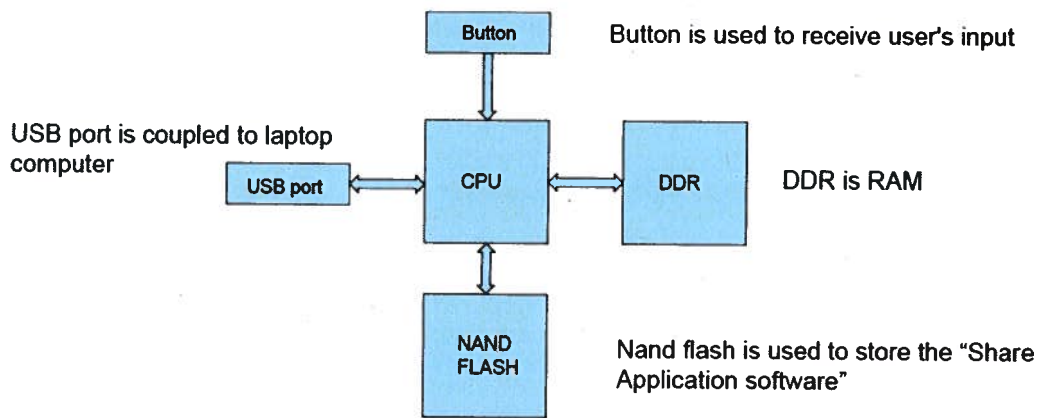 Button
Button is used to receive user's input
USB port is coupled to laptop
computer
USB port
CPU
DDR
DDR is RAM
NAND
FLASH
Nand flash is used to store the “Share
Application software”